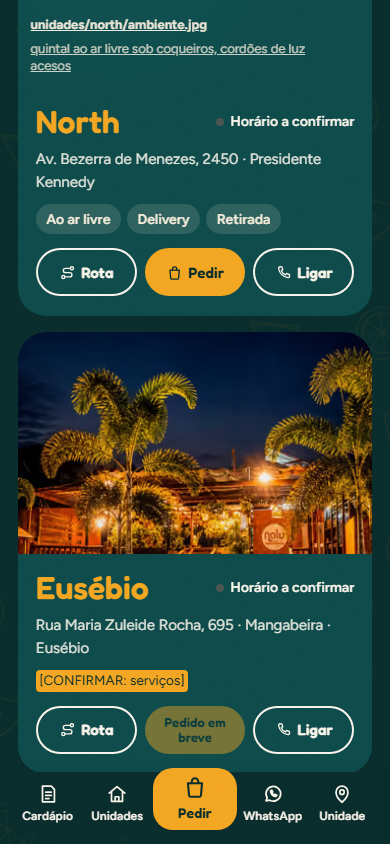 unidades/north/ambiente.jpg
quintal ao ar livre sob coqueiros, cordões de luz
acesos
North
Horário a confirmar
Av. Bezerra de Menezes, 2450 · Presidente
Kennedy
Ao ar livre
Delivery
Retirada
Rota
Pedir
Ligar
nalu
Eusébio
Horário a confirmar
Rua Maria Zuleide Rocha, 695 · Mangabeira ·
Eusébio
[CONFIRMAR: serviços]
Rota
Pedido em
breve
Ligar
Cardápio
Unidades
Pedir
WhatsApp
Unidade